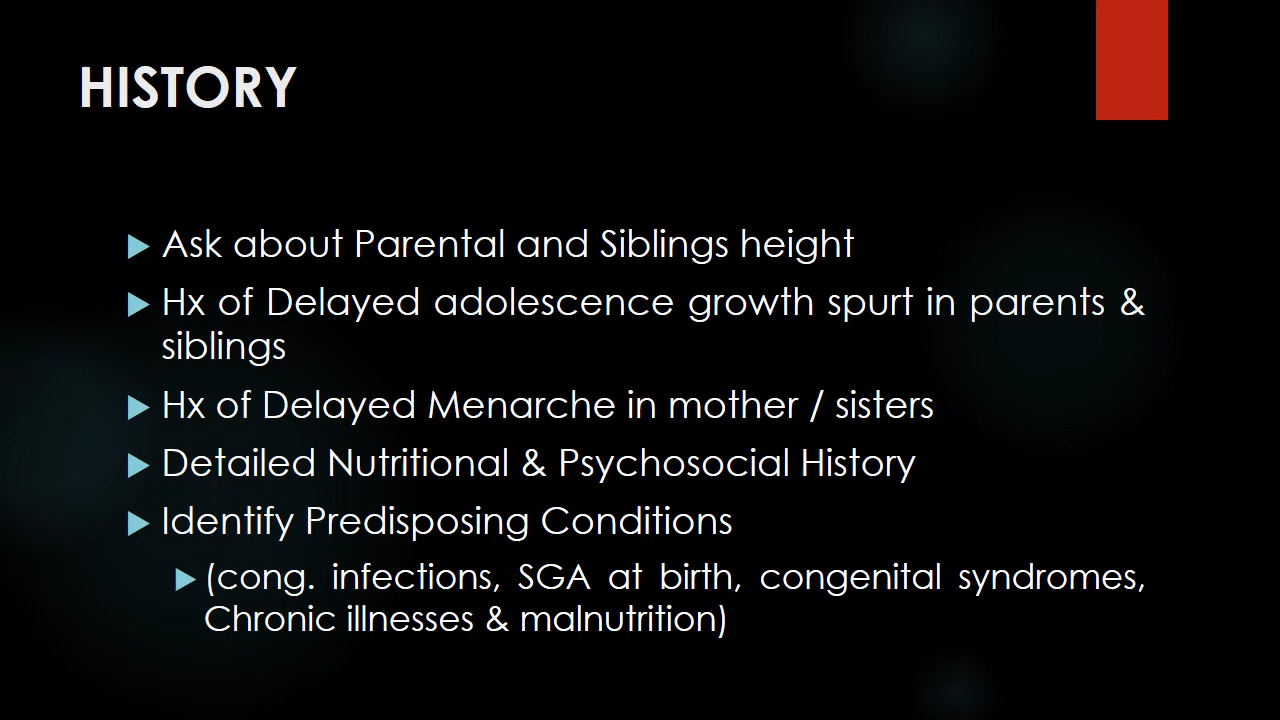 HISTORY
Ask about Parental and Siblings height
Hx of Delayed adolescence growth spurt in parents &
siblings
Hx of Delayed Menarche in mother / sisters
Detailed Nutritional & Psychosocial History
Identify Predisposing Conditions
(cong. infections, SGA at birth, congenital syndromes,
Chronic illnesses & malnutrition)